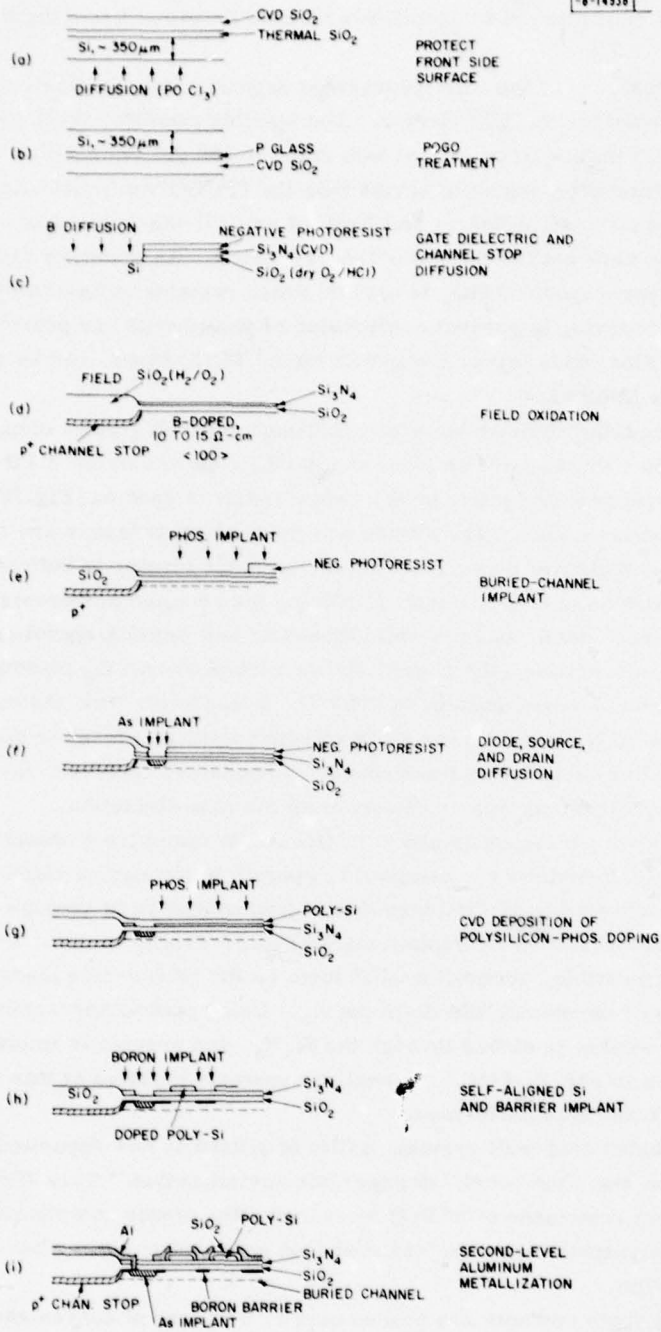 CVD SiO₂
THERMAL SiO₂
Si, ~ 350 μm
(a)
PROTECT
FRONT SIDE
SURFACE
DIFFUSION (PO Cl₃)
Si, ~ 350 μm
(b)
P GLASS
CVD SiO₂
POGO
TREATMENT
B DIFFUSION
NEGATIVE PHOTORESIST
Si₃N₄ (CVD)
SiO₂ (dry O₂/HCl)
Si
(c)
GATE DIELECTRIC AND
CHANNEL STOP
DIFFUSION
FIELD
SiO₂ (H₂/O₂)
Si₃N₄
SiO₂
(d)
B-DOPED,
10 TO 15 Ω-cm
<100>
p⁺ CHANNEL STOP
FIELD OXIDATION
PHOS. IMPLANT
NEG. PHOTORESIST
(e)
SiO₂
p⁺
BURIED-CHANNEL
IMPLANT
As IMPLANT
NEG. PHOTORESIST
Si₃N₄
SiO₂
(f)
DIODE, SOURCE,
AND DRAIN
DIFFUSION
PHOS. IMPLANT
POLY-Si
Si₃N₄
SiO₂
(g)
CVD DEPOSITION OF
POLYSILICON-PHOS. DOPING
BORON IMPLANT
Si₃N₄
SiO₂
(h)
SiO₂
DOPED POLY-Si
SELF-ALIGNED Si
AND BARRIER IMPLANT
Al
SiO₂
POLY-Si
Si₃N₄
SiO₂
(i)
BURIED CHANNEL
p⁺ CHAN. STOP
BORON BARRIER
As IMPLANT
SECOND-LEVEL
ALUMINUM
METALLIZATION